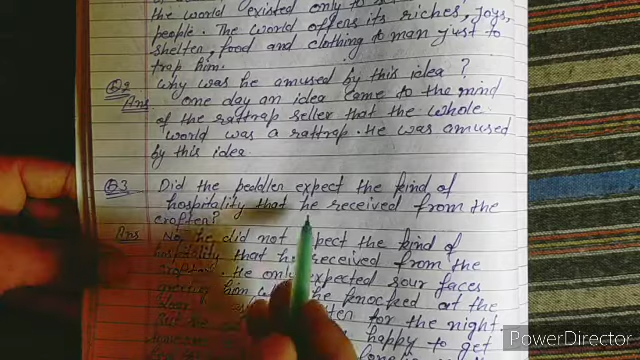 the world existed only to
people. The world offers its riches, joys,
shelter, food and clothing to man just to
trap him.
Q2 Why was he amused by this idea?
Ans One day an idea came to the mind
of the rattrap seller that the whole
world was a rattrap. He was amused
by this idea.
Q3 Did the peddler expect the kind of
hospitality that he received from the
crofter?
Ans No, he did not expect the kind of
hospitality that he received from the
He only expected sour faces
him he knocked at the
for the night.
But
happy to get
PowerDirector